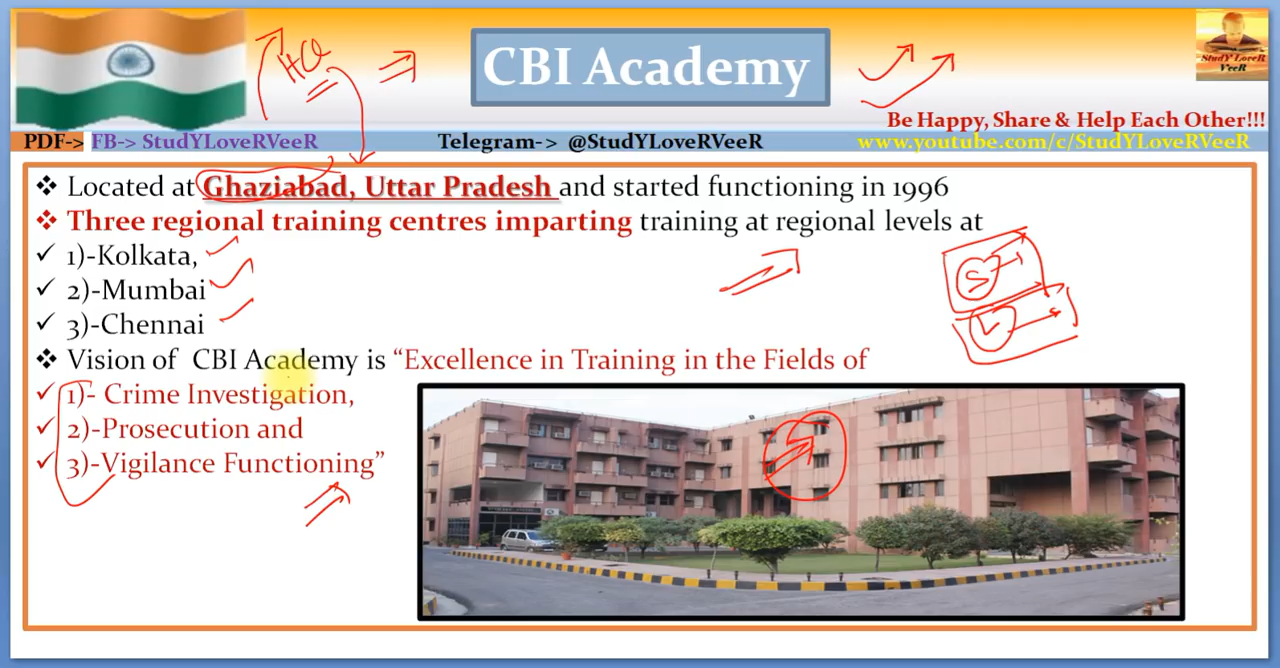 CBI Academy
HQ
StudY LoveR
VeeR
Be Happy, Share & Help Each Other!!!
PDF-> FB-> StudYLoveRVeeR Telegram-> @StudYLoveRVeeR www.youtube.com/c/StudYLoveRVeeR
❖ Located at Ghaziabad, Uttar Pradesh and started functioning in 1996
❖ Three regional training centres imparting training at regional levels at
✓ 1)-Kolkata,
✓ 2)-Mumbai
✓ 3)-Chennai
S
L
❖ Vision of CBI Academy is “Excellence in Training in the Fields of
✓ 1)- Crime Investigation,
✓ 2)-Prosecution and
✓ 3)-Vigilance Functioning”